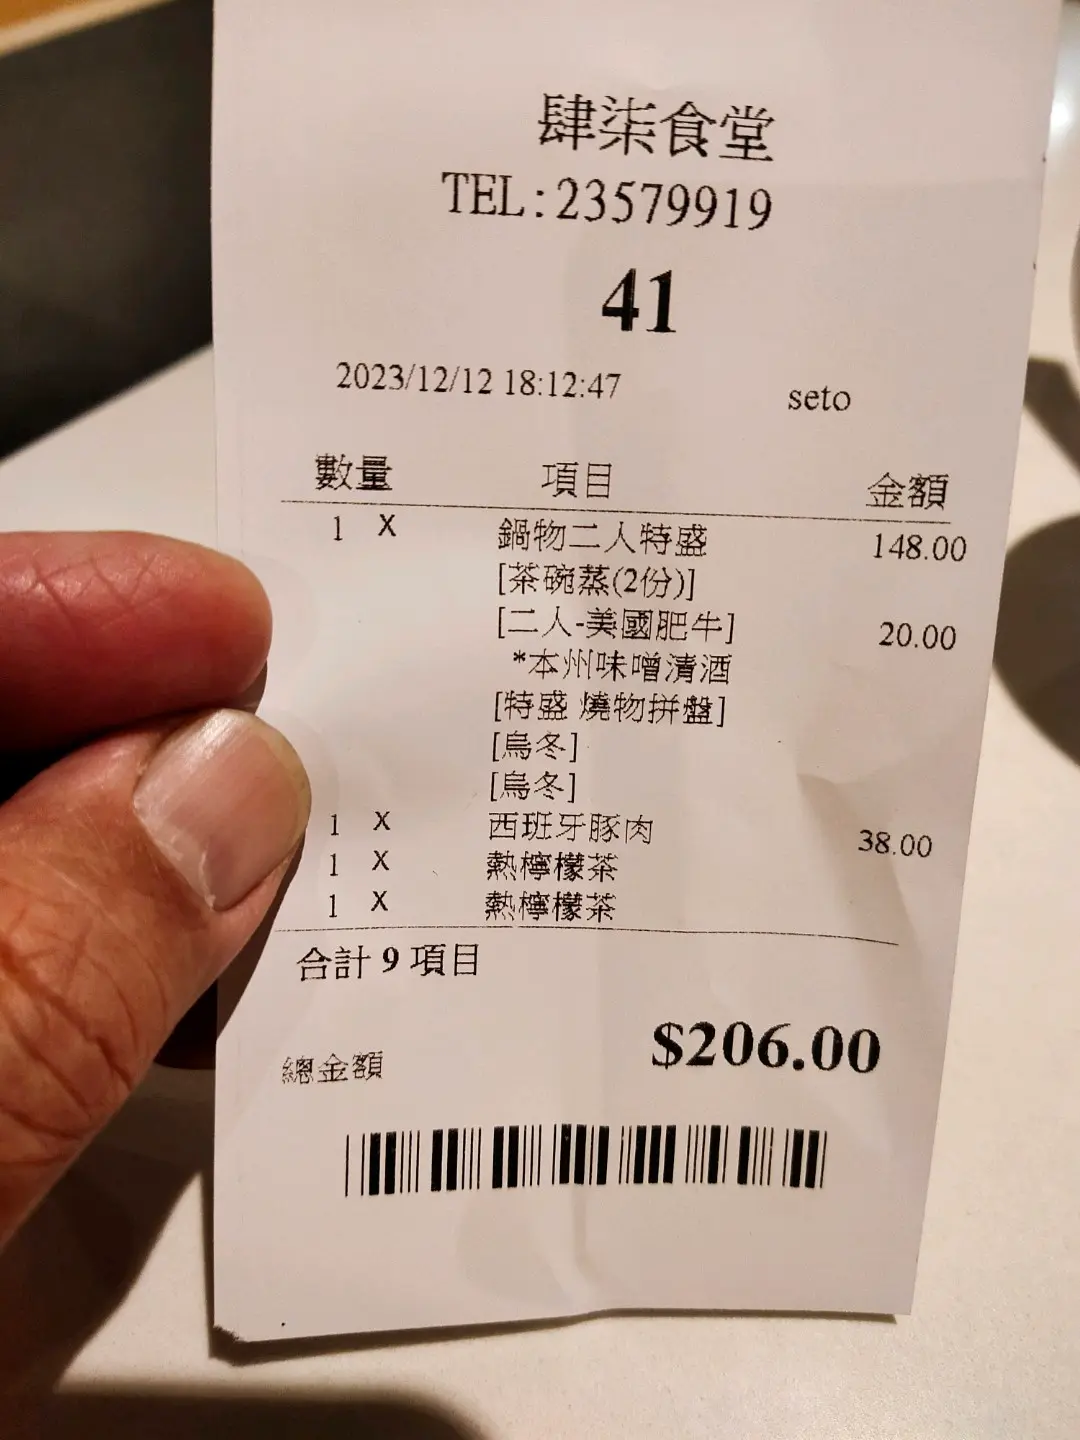 肆柒食堂
TEL:23579919
41
2023/12/12 18:12:47 seto
數量 項目 金額
1 X 鍋物二人特盛 148.00
[茶碗蒸(2份)]
[二人-美國肥牛] 20.00
*本州味噌清酒
[特盛 燒物拼盤]
[烏冬]
[烏冬]
1 X 西班牙豚肉 38.00
1 X 熱檸檬茶
1 X 熱檸檬茶
合計 9 項目
總金額 $206.00